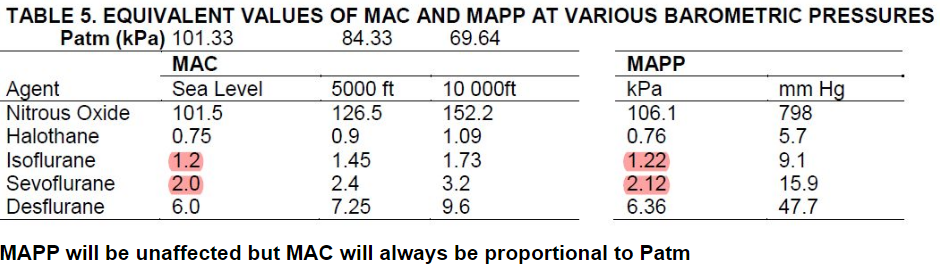 TABLE 5. EQUIVALENT VALUES OF MAC AND MAPP AT VARIOUS BAROMETRIC PRESSURES
Patm (kPa) 101.33 84.33 69.64
MAC MAPP
Agent Sea Level 5000 ft 10 000ft kPa mm Hg
Nitrous Oxide 101.5 126.5 152.2 106.1 798
Halothane 0.75 0.9 1.09 0.76 5.7
Isoflurane 1.2 1.45 1.73 1.22 9.1
Sevoflurane 2.0 2.4 3.2 2.12 15.9
Desflurane 6.0 7.25 9.6 6.36 47.7
MAPP will be unaffected but MAC will always be proportional to Patm